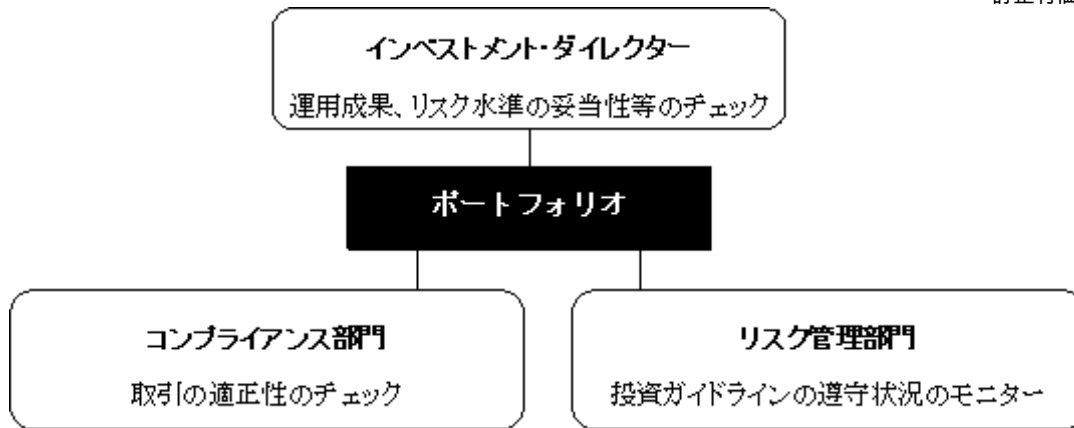 インベストメント・ダイレクター
運用成果、リスク水準の妥当性等のチェック
ポートフォリオ
コンプライアンス部門
取引の適正性のチェック
リスク管理部門
投資ガイドラインの遵守状況のモニター